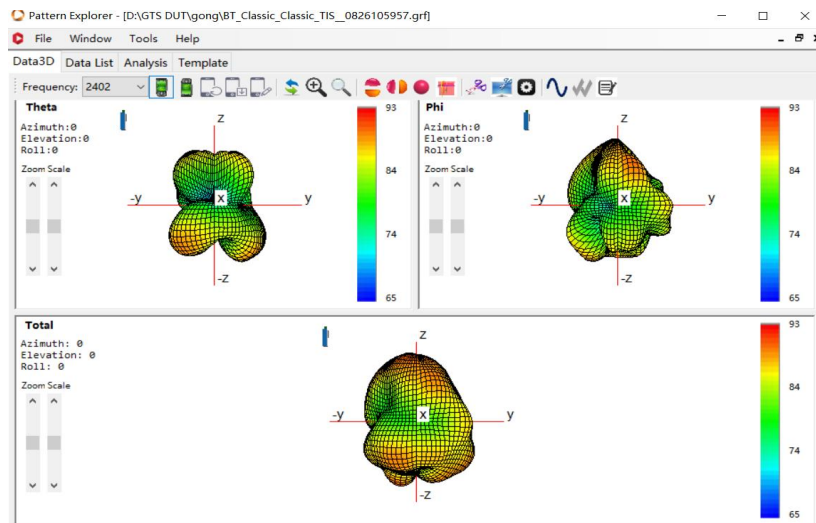 Pattern Explorer - [D:\GTS DUT\gong\BT_Classic_Classic_TIS__0826105957.grf]
File Window Tools Help
Data3D Data List Analysis Template
Frequency: 2402
Theta
Azimuth:0
Elevation:0
Roll:0
Zoom Scale
z
-y
x
y
-z
93
84
74
65
Phi
Azimuth:0
Elevation:0
Roll:0
Zoom Scale
z
-y
x
y
-z
93
84
74
65
Total
Azimuth: 0
Elevation: 0
Roll: 0
Zoom Scale
z
-y
x
y
-z
93
84
74
65